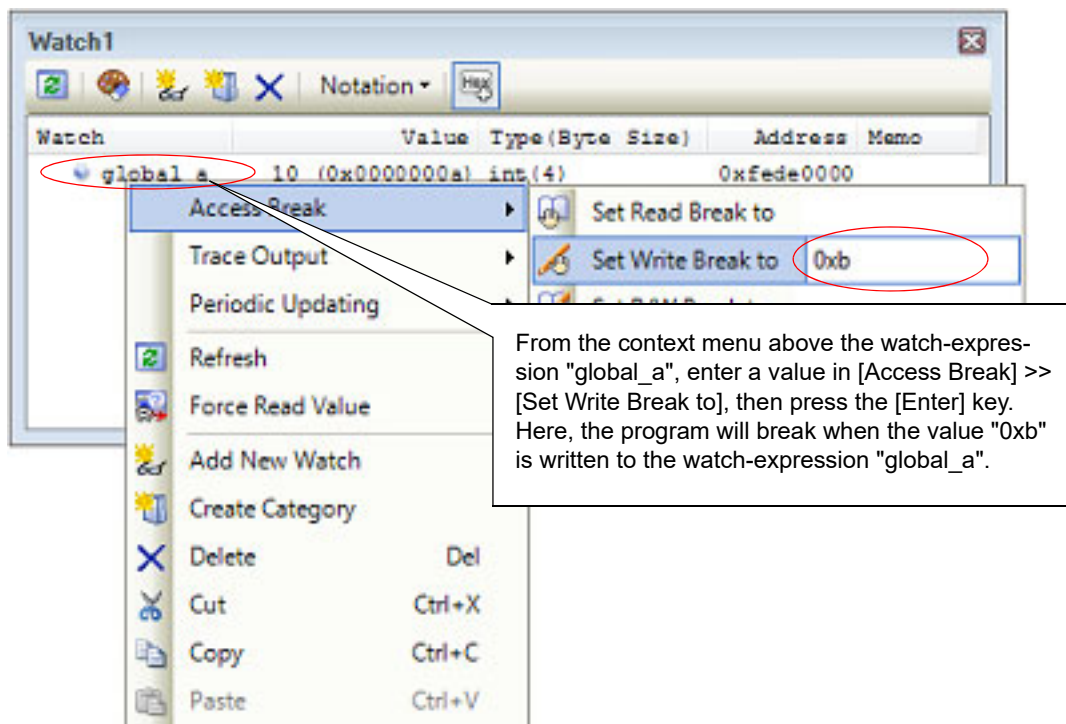 Watch1
Notation
Hex
Watch Value Type(Byte Size) Address Memo
global_a 10 (0x0000000a) int(4) 0xfede0000
Access Break
Set Read Break to
Trace Output
Set Write Break to 0xb
Periodic Updating
From the context menu above the watch-expres-
sion "global_a", enter a value in [Access Break] >>
[Set Write Break to], then press the [Enter] key.
Here, the program will break when the value "0xb"
is written to the watch-expression "global_a".
Refresh
Force Read Value
Add New Watch
Create Category
Delete Del
Cut Ctrl+X
Copy Ctrl+C
Paste Ctrl+V